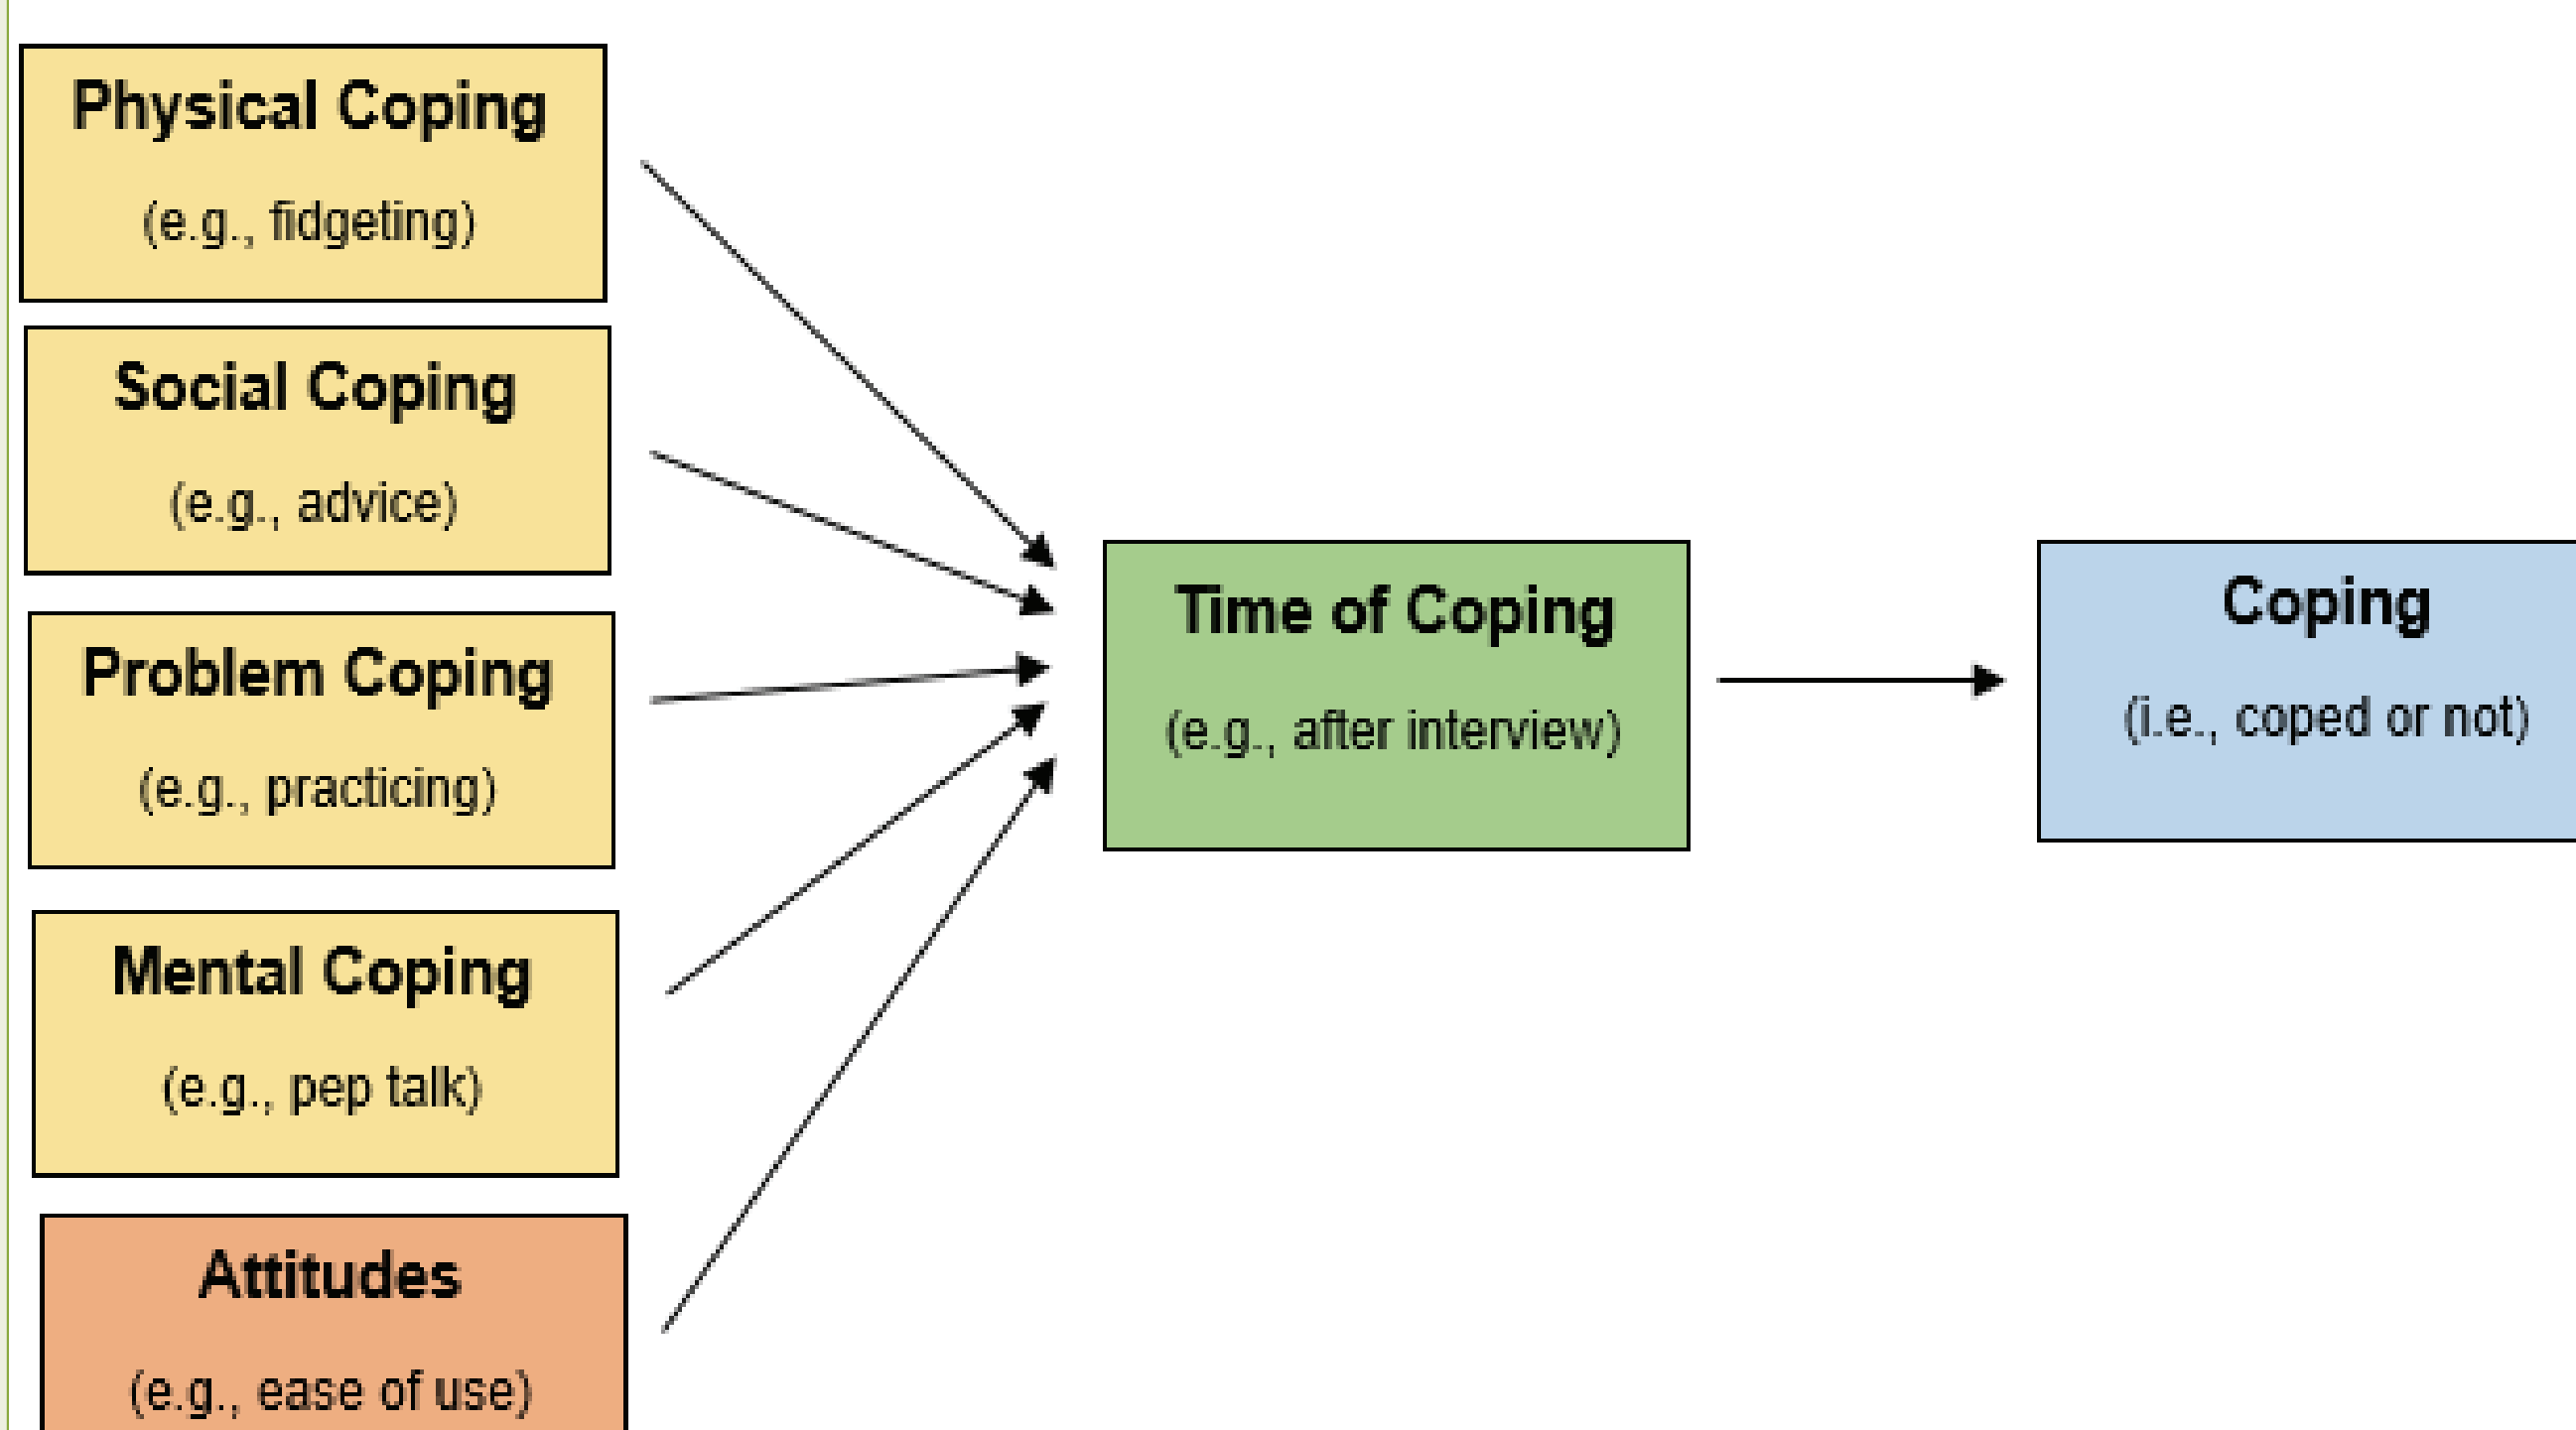 Physical Coping
(e.g., fidgeting)
Social Coping
(e.g., advice)
Problem Coping
(e.g., practicing)
Mental Coping
(e.g., pep talk)
Attitudes
(e.g., ease of use)
Time of Coping
(e.g., after interview)
Coping
(i.e., coped or not)